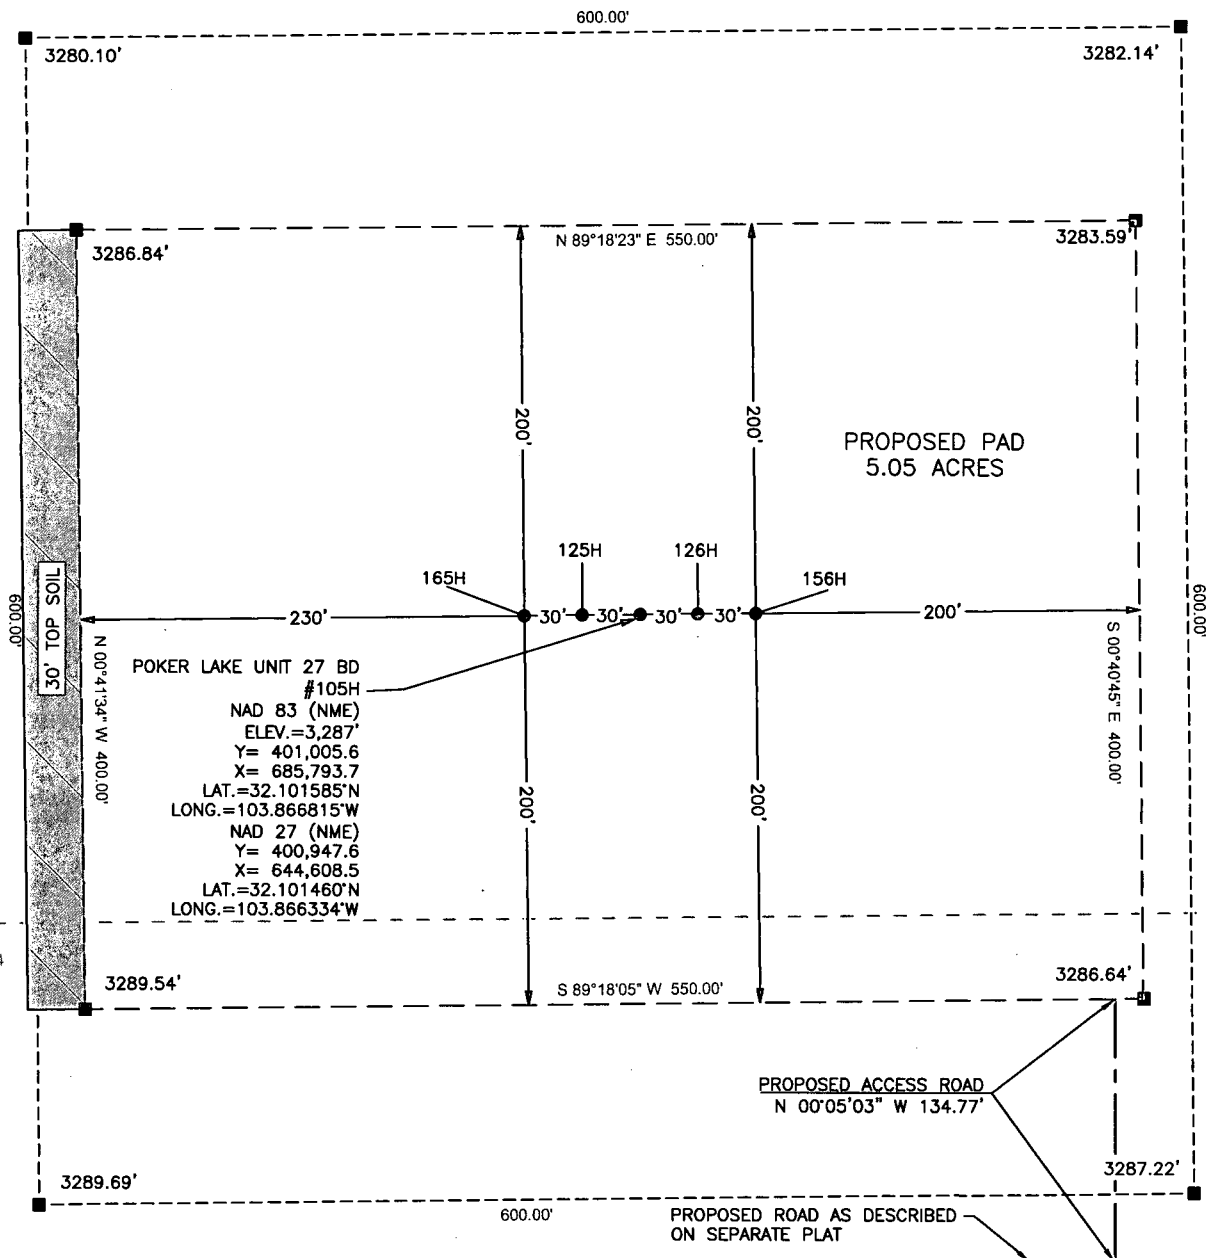 600.00'
3280.10'
3282.14'
3286.84'
N 89°18'23" E 550.00'
3283.59'
200'
200'
PROPOSED PAD
5.05 ACRES
125H
126H
165H
156H
230'
30'
30'
30'
30'
200'
600.00'
30' TOP SOIL
N 00°41'34" W 400.00'
S 00°40'45" E 400.00'
600.00'
POKER LAKE UNIT 27 BD
#105H
NAD 83 (NME)
ELEV.=3,287'
Y= 401,005.6
X= 685,793.7
LAT.=32.101585°N
LONG.=103.866815°W
NAD 27 (NME)
Y= 400,947.6
X= 644,608.5
LAT.=32.101460°N
LONG.=103.866334°W
200'
200'
4
3289.54'
S 89°18'05" W 550.00'
3286.64'
PROPOSED ACCESS ROAD
N 00°05'03" W 134.77'
3289.69'
3287.22'
600.00'
PROPOSED ROAD AS DESCRIBED
ON SEPARATE PLAT